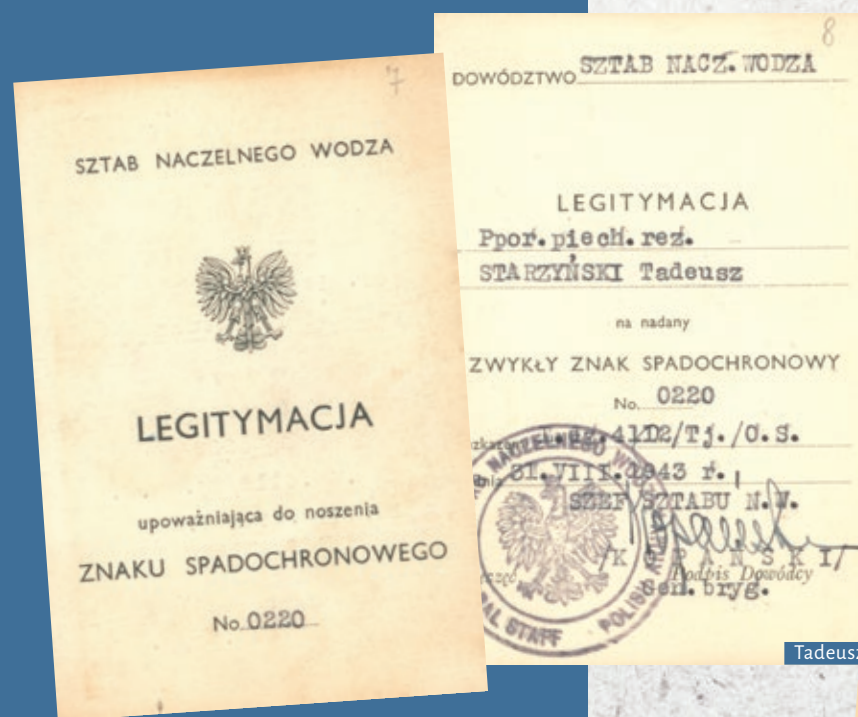 7
SZTAB NACZELNEGO WODZA
LEGITYMACJA
upoważniająca do noszenia
ZNAKU SPADOCHRONOWEGO
No. 0220
8
DOWÓDZTWO SZTAB NACZ. WODZA
LEGITYMACJA
Ppor.piech.rez.
STARZYŃSKI Tadeusz
na nadany
ZWYKŁY ZNAK SPADOCHRONOWY
No. 0220
4102/Tj./O.S.
31.VIII.1943 r.
SZEF SZTABU N.W.
Podpis Dowódcy
Gen. bryg.
NACZELNEGO
STAFF POLISH
Tadeusz